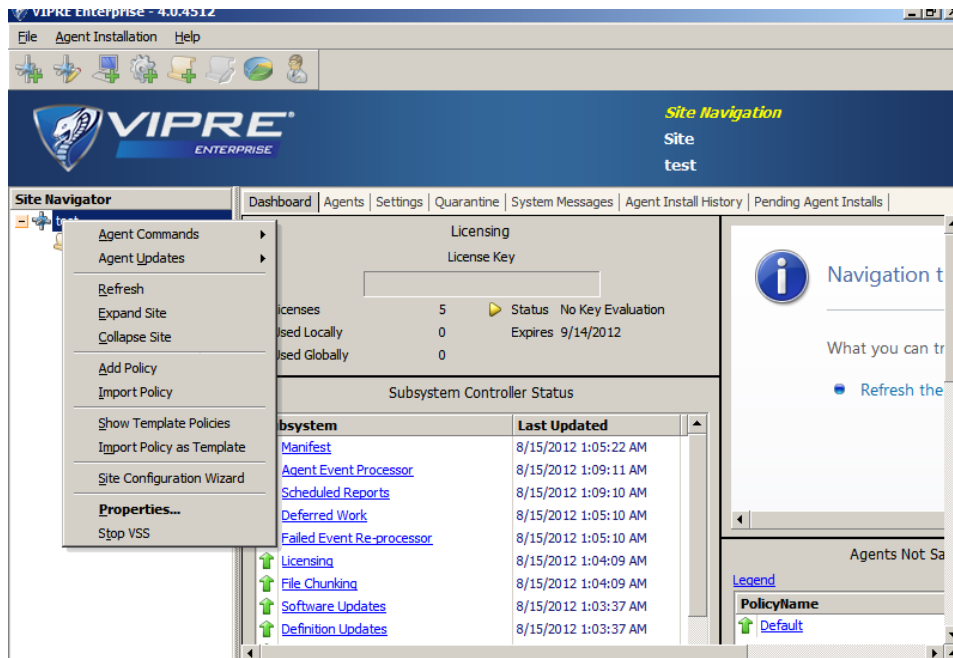 VIPRE Enterprise - 4.0.4512
File Agent Installation Help
VIPRE®
ENTERPRISE
Site Navigation
Site
test
Site Navigator
test
Dashboard Agents Settings Quarantine System Messages Agent Install History Pending Agent Installs
Agent Commands
Agent Updates
Refresh
Expand Site
Collapse Site
Add Policy
Import Policy
Show Template Policies
Import Policy as Template
Site Configuration Wizard
Properties...
Stop VSS
Licensing
License Key
icenses 5 Status No Key Evaluation
Used Locally 0 Expires 9/14/2012
Used Globally 0
Subsystem Controller Status
bsystem Last Updated
Manifest 8/15/2012 1:05:22 AM
Agent Event Processor 8/15/2012 1:09:11 AM
Scheduled Reports 8/15/2012 1:09:10 AM
Deferred Work 8/15/2012 1:05:10 AM
Failed Event Re-processor 8/15/2012 1:05:10 AM
Licensing 8/15/2012 1:04:09 AM
File Chunking 8/15/2012 1:04:09 AM
Software Updates 8/15/2012 1:03:37 AM
Definition Updates 8/15/2012 1:03:37 AM
Navigation t
What you can tr
Refresh the
Agents Not Sa
Legend
PolicyName
Default